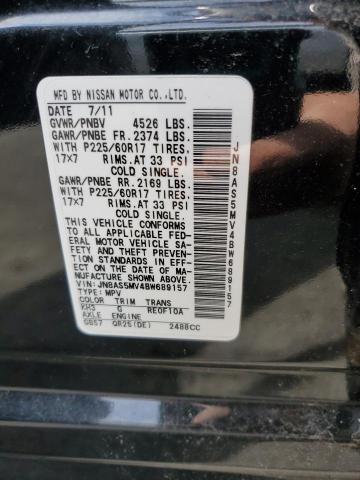 MFD BY NISSAN MOTOR CO.,LTD.
DATE 7/11
GVWR/PNBV 4526 LBS.
GAWR/PNBE FR. 2374 LBS.
WITH P225/60R17 TIRES.
17x7 RIMS.AT 33 PSI
COLD SINGLE.
GAWR/PNBE RR. 2169 LBS.
WITH P225/60R17 TIRES.
17x7 RIMS.AT 33 PSI
COLD SINGLE.
THIS VEHICLE CONFORMS
TO ALL APPLICABLE FED-
ERAL MOTOR VEHICLE SA-
FETY AND THEFT PREVENT-
ION STANDARDS IN EFF-
ECT ON THE DATE OF MA-
NUFACTURE SHOWN ABOVE.
VIN: JN8AS5MV4BW689157
TYPE: MPV
COLOR TRIM TRANS
KH3 G RE0F10A
AXLE ENGINE
GB57 QR25(DE) 2488CC
JN8AS5MV4BW689157